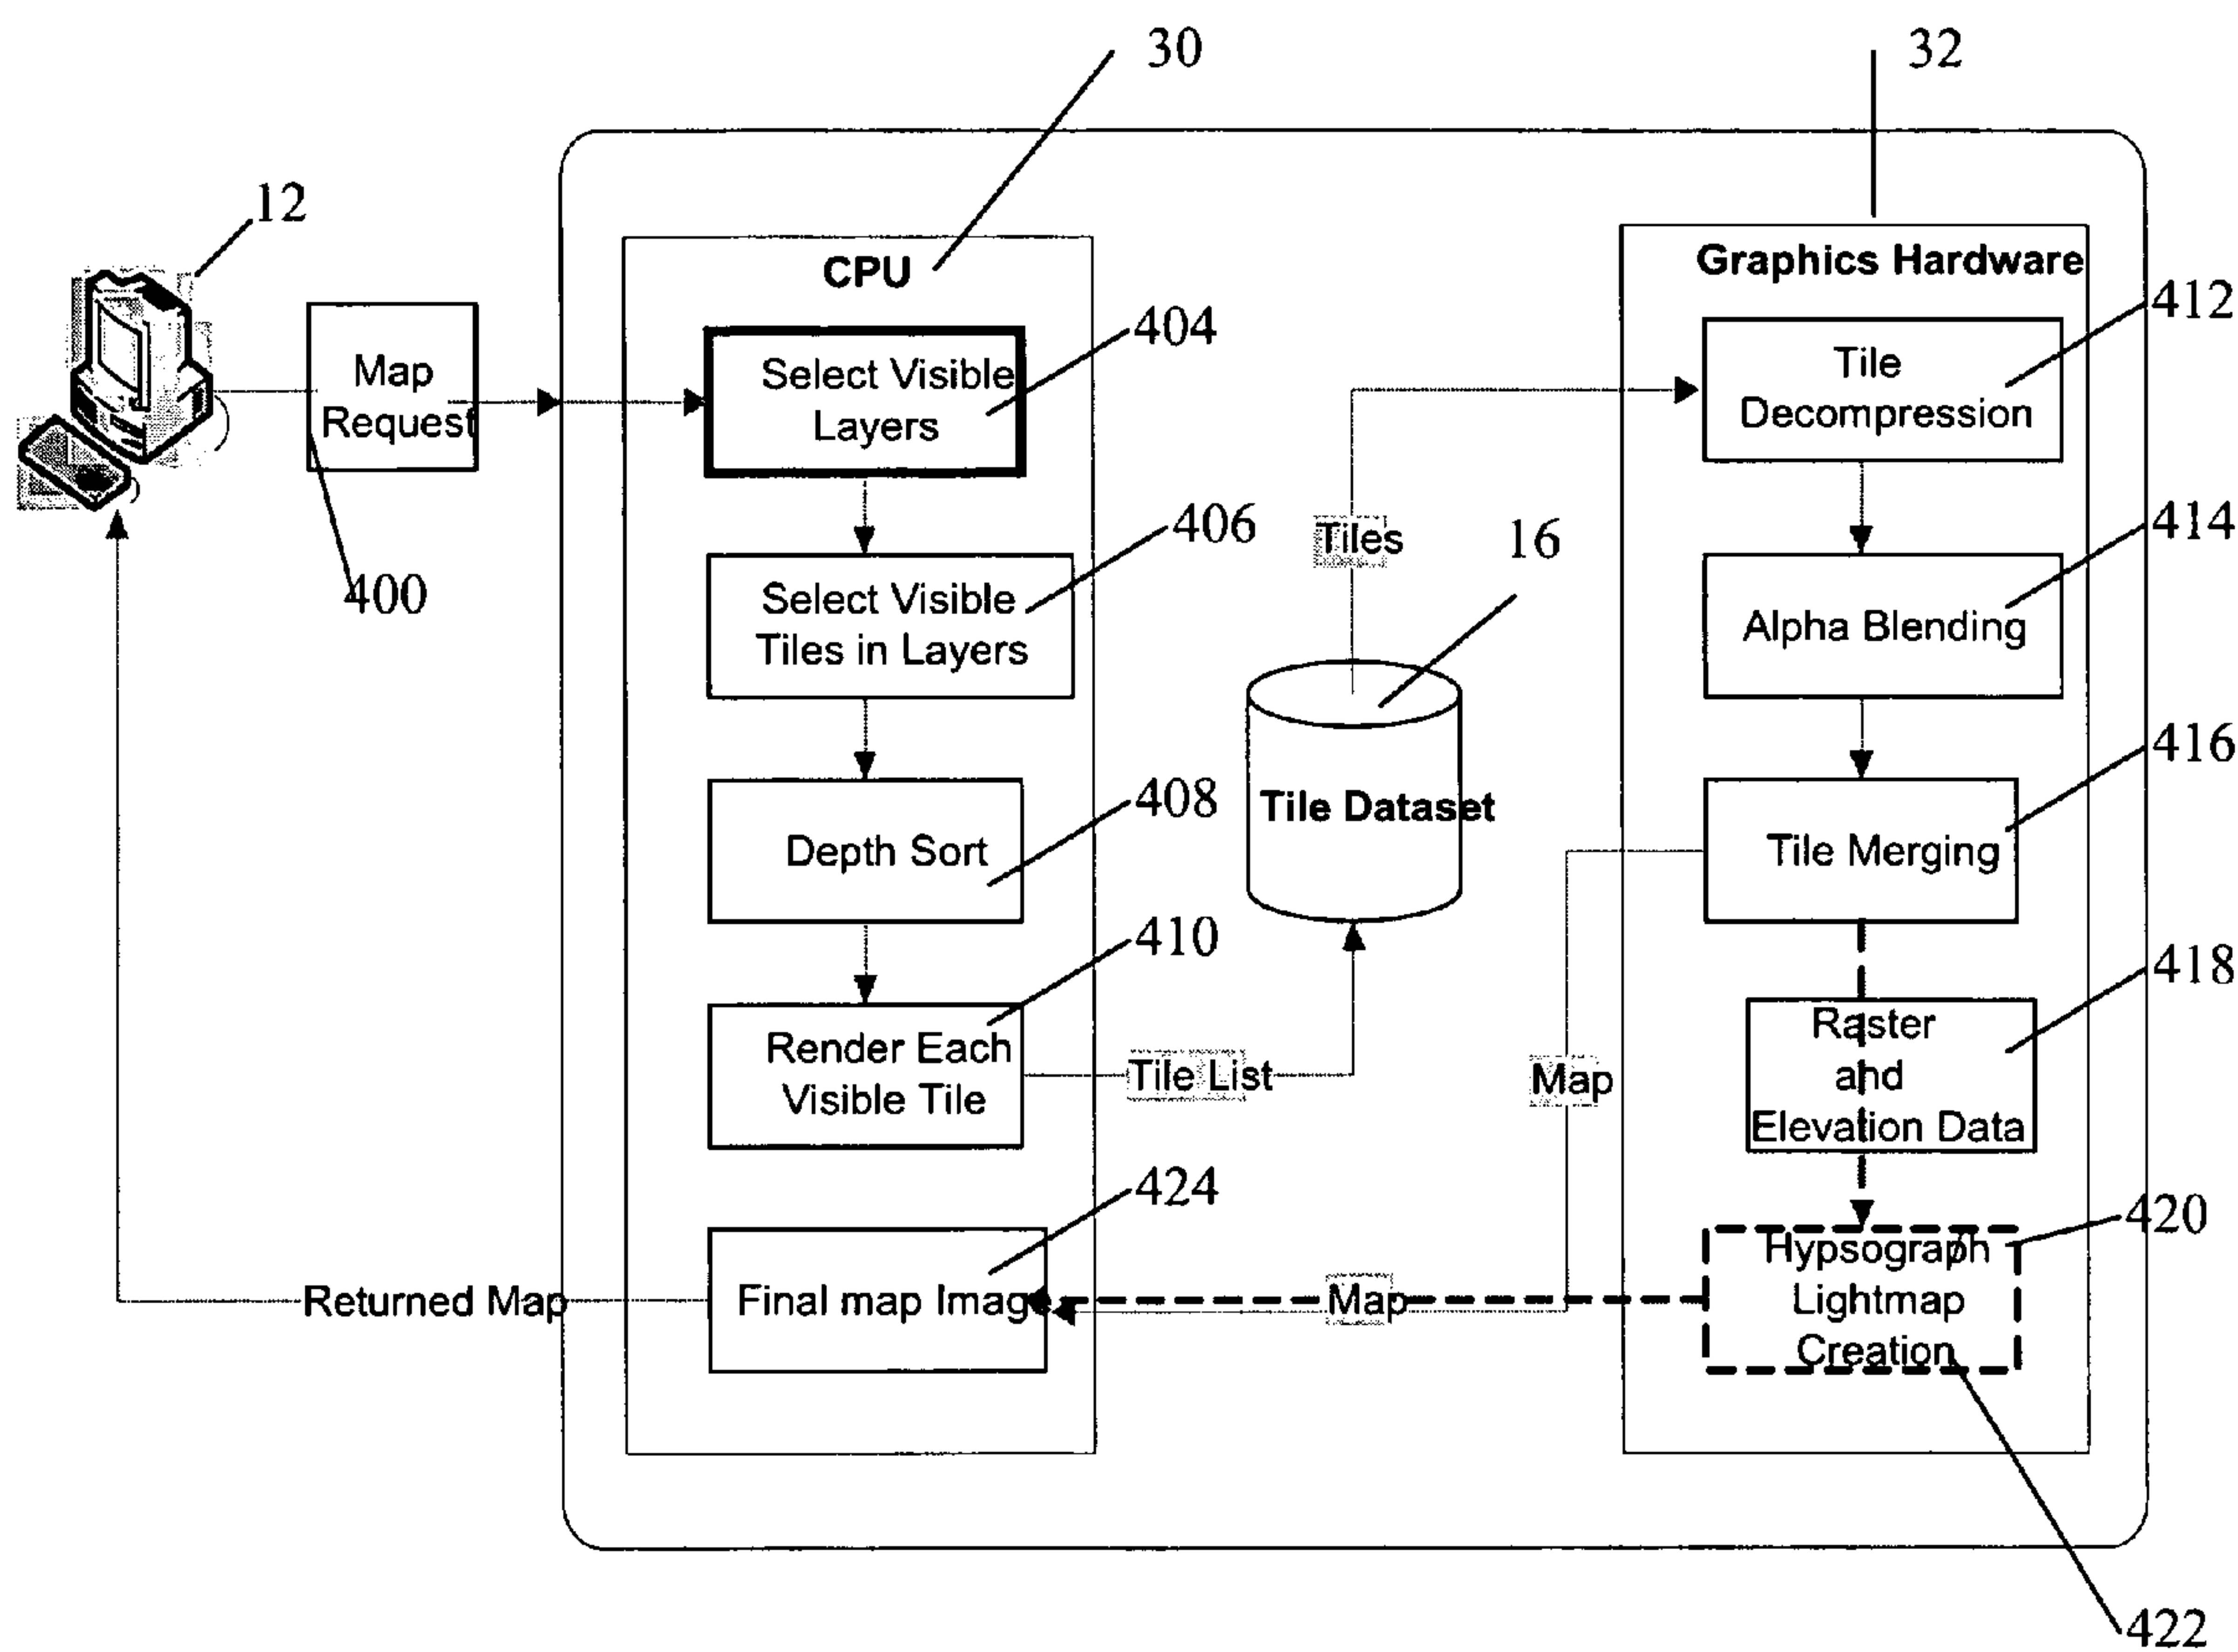 30
32
12
CPU
Graphics Hardware
412
404
Map
Request
Select Visible
Layers
Tile
Decompression
400
406
Tiles
16
414
Select Visible
Tiles in Layers
Alpha Blending
416
408
Tile Dataset
Depth Sort
Tile Merging
410
418
Render Each
Visible Tile
Tile List
Map
Raster
and
Elevation Data
424
420
Returned Map
Final map Image
Map
Hypsograph
Lightmap
Creation
422